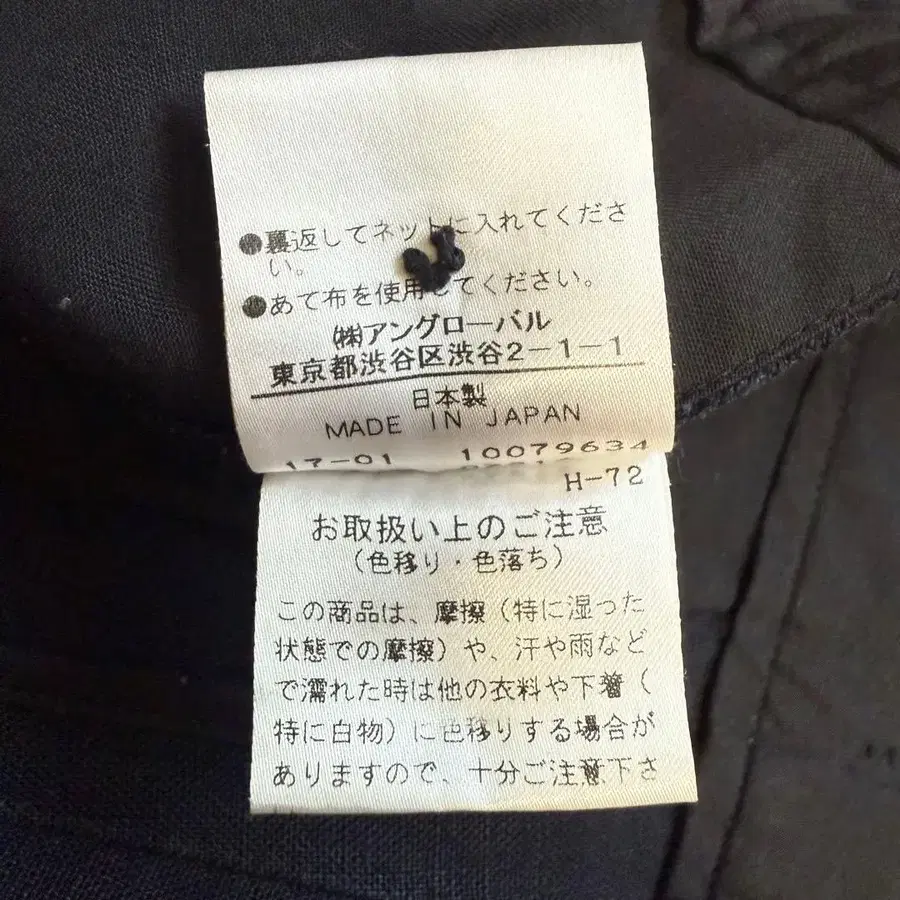 ●裏返してネットに入れてくださ
い。
●あて布を使用してください。
㈱アングローバル
東京都渋谷区渋谷2-1-1
日本製
MADE IN JAPAN
17-01 10079634
H-72
お取扱い上のご注意
(色移り・色落ち)
この商品は、摩擦(特に湿った
状態での摩擦)や、汗や雨など
で濡れた時は他の衣料や下着(
特に白物)に色移りする場合が
ありますので、十分ご注意下さ